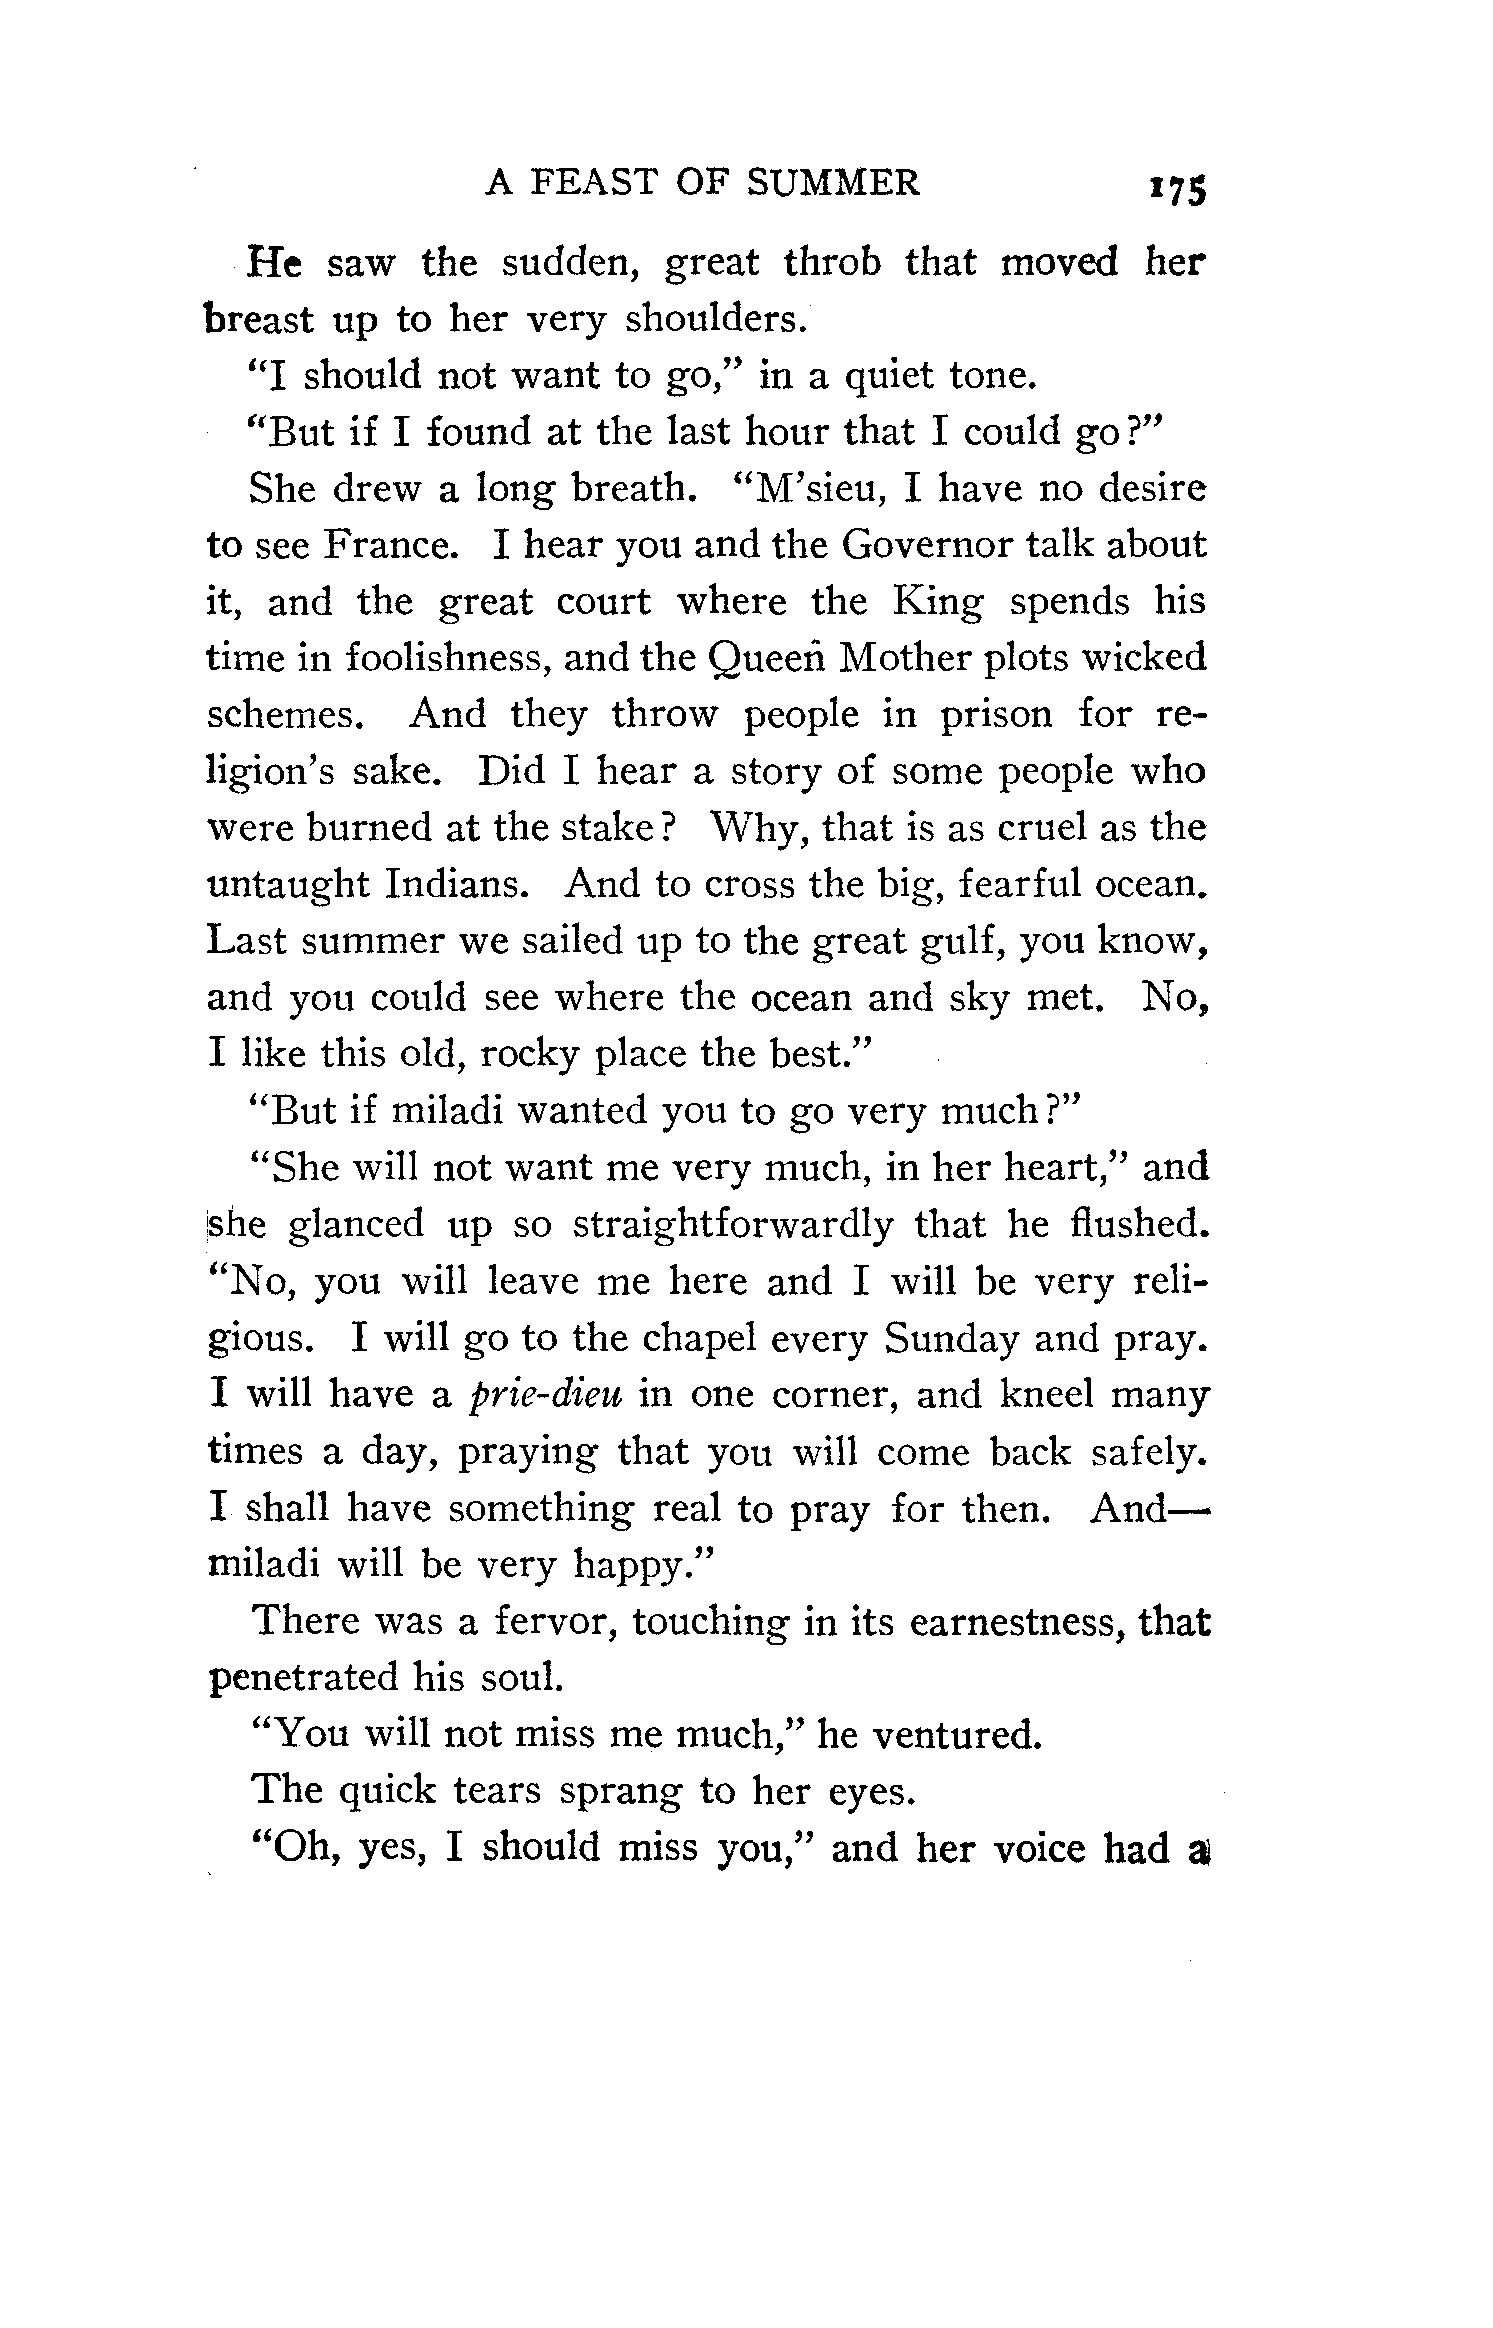 A FEAST OF SUMMER 175
He saw the sudden, great throb that moved her
breast up to her very shoulders.
“I should not want to go,” in a quiet tone.
“But if I found at the last hour that I could go?”
She drew a long breath. “M’sieu, I have no desire
to see France. I hear you and the Governor talk about
it, and the great court where the King spends his
time in foolishness, and the Queen Mother plots wicked
schemes. And they throw people in prison for re-
ligion’s sake. Did I hear a story of some people who
were burned at the stake? Why, that is as cruel as the
untaught Indians. And to cross the big, fearful ocean.
Last summer we sailed up to the great gulf, you know,
and you could see where the ocean and sky met. No,
I like this old, rocky place the best.”
“But if miladi wanted you to go very much?”
“She will not want me very much, in her heart,” and
she glanced up so straightforwardly that he flushed.
“No, you will leave me here and I will be very reli-
gious. I will go to the chapel every Sunday and pray.
I will have a prie-dieu in one corner, and kneel many
times a day, praying that you will come back safely.
I shall have something real to pray for then. And—
miladi will be very happy.”
There was a fervor, touching in its earnestness, that
penetrated his soul.
“You will not miss me much,” he ventured.
The quick tears sprang to her eyes.
“Oh, yes, I should miss you,” and her voice had a